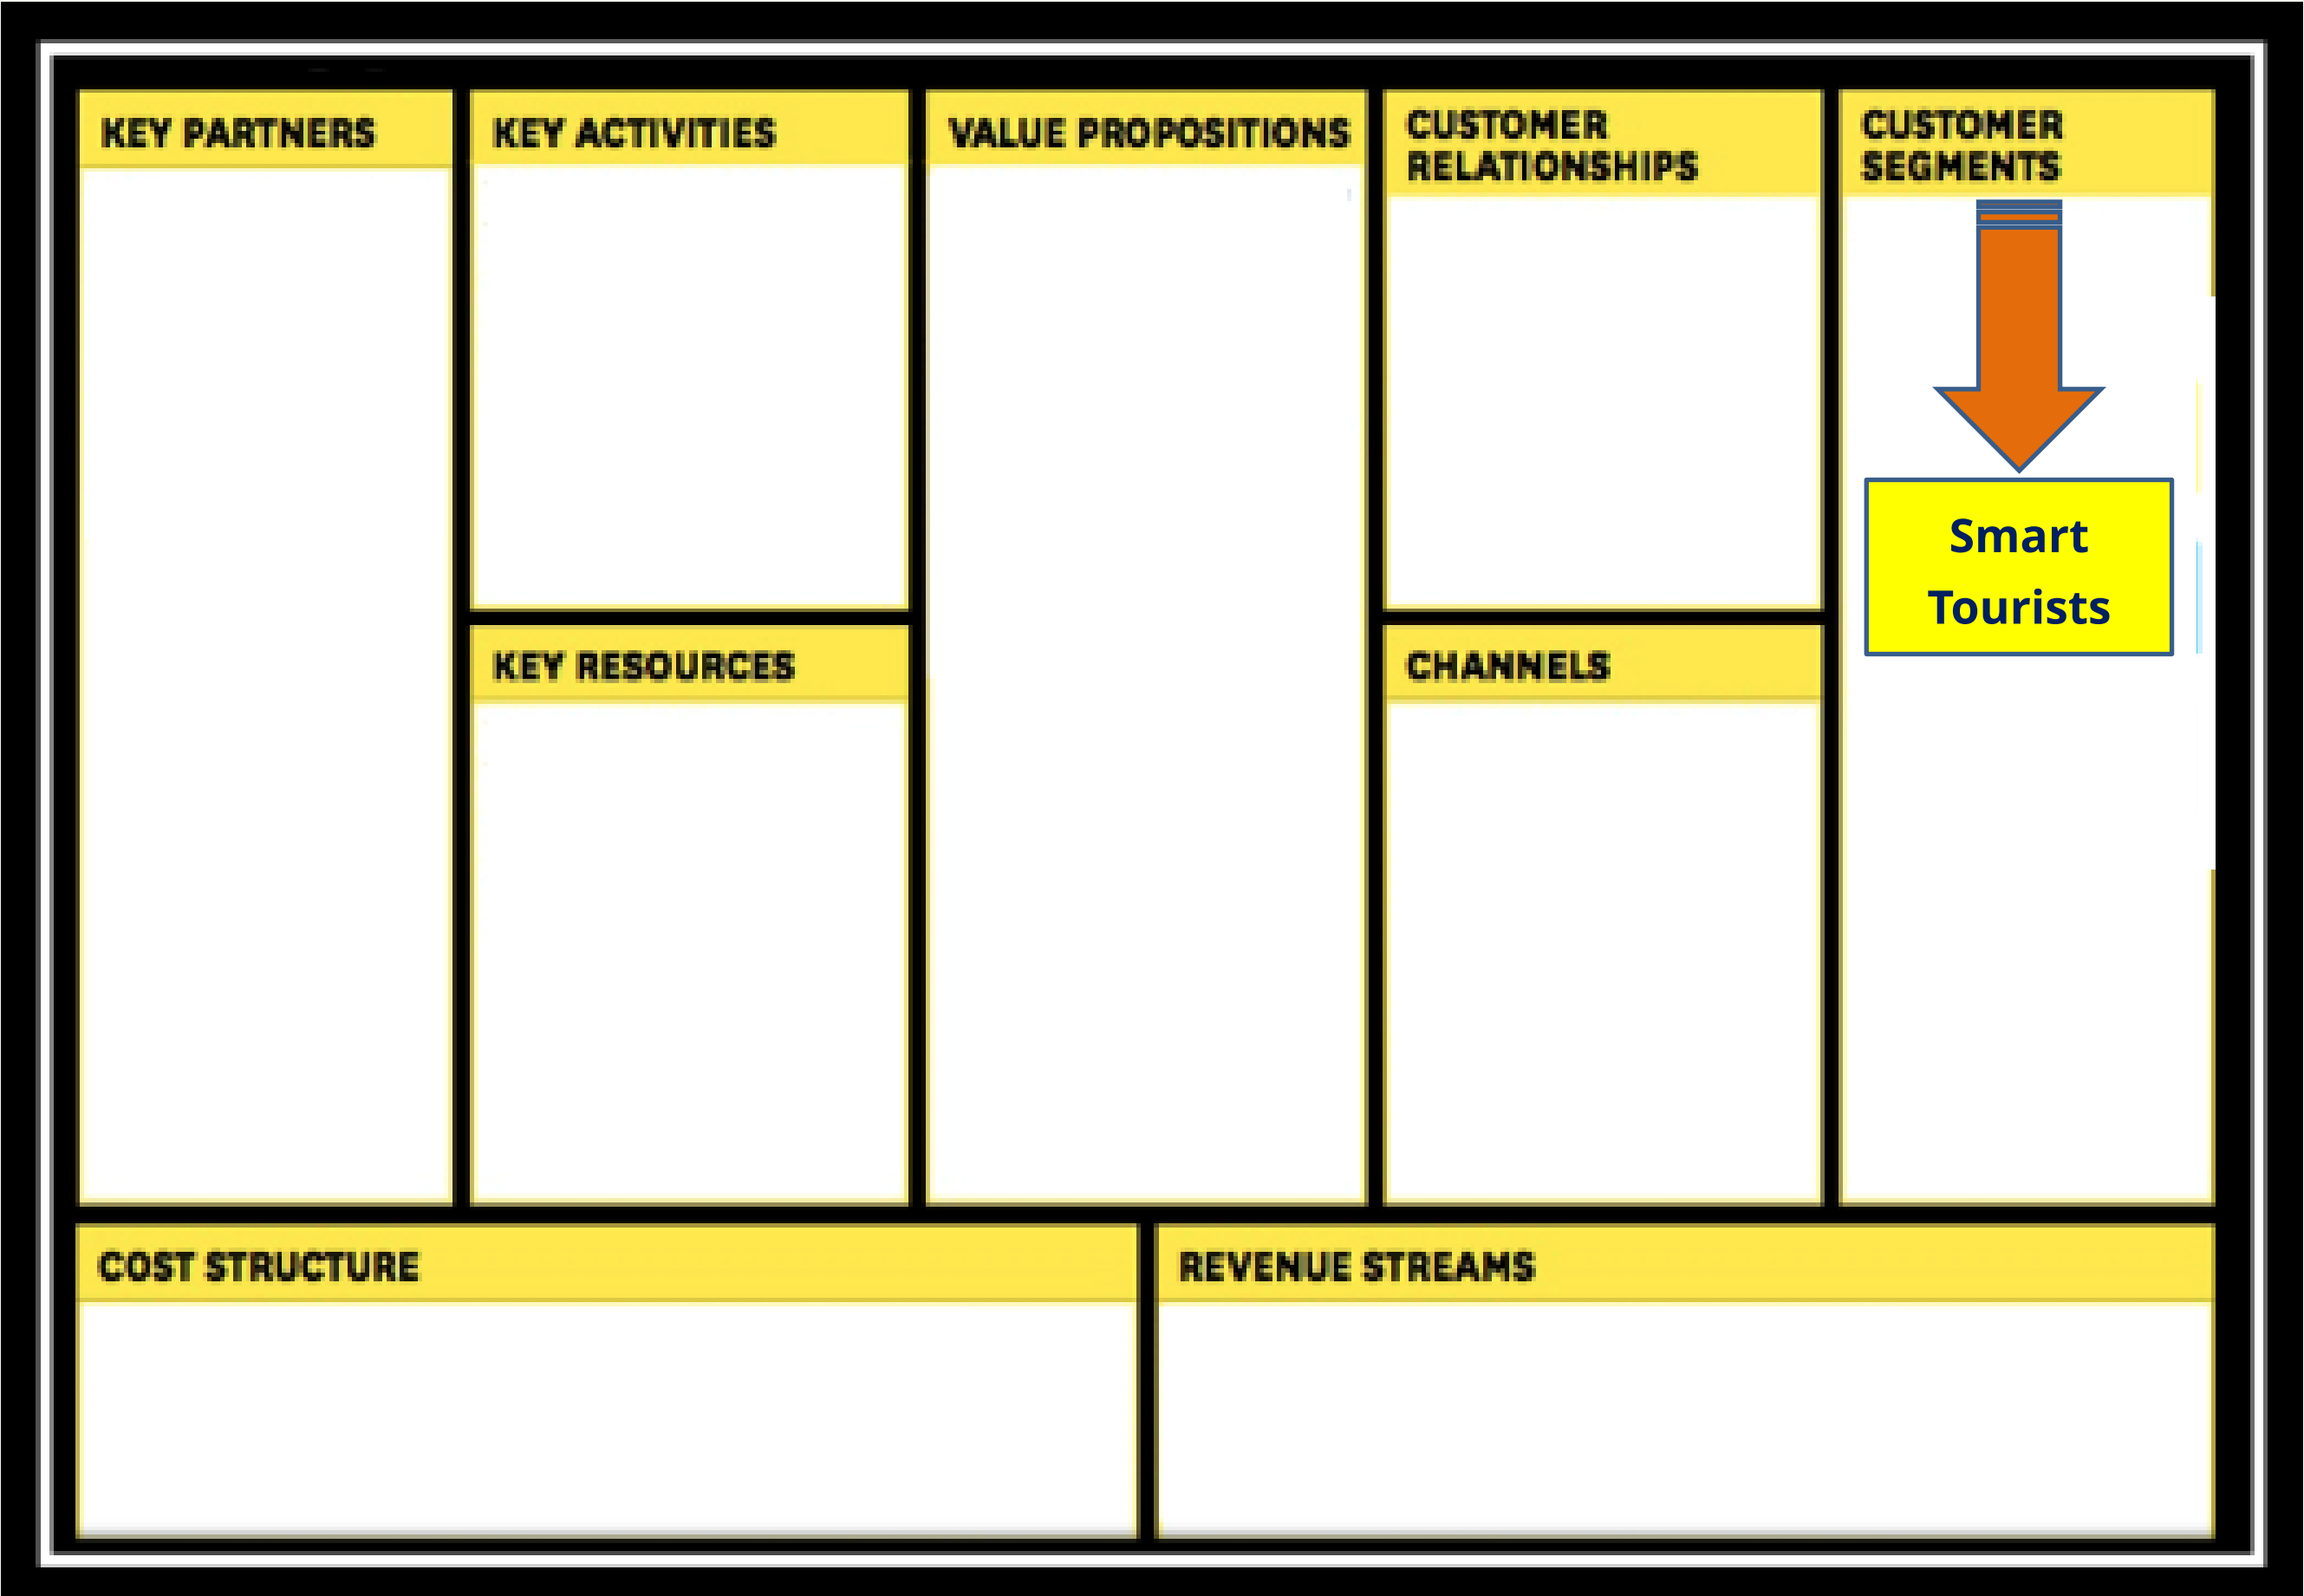 KEY PARTNERS
KEY ACTIVITIES
VALUE PROPOSITIONS
CUSTOMER
RELATIONSHIPS
CUSTOMER
SEGMENTS
Smart
Tourists
KEY RESOURCES
CHANNELS
COST STRUCTURE
REVENUE STREAMS